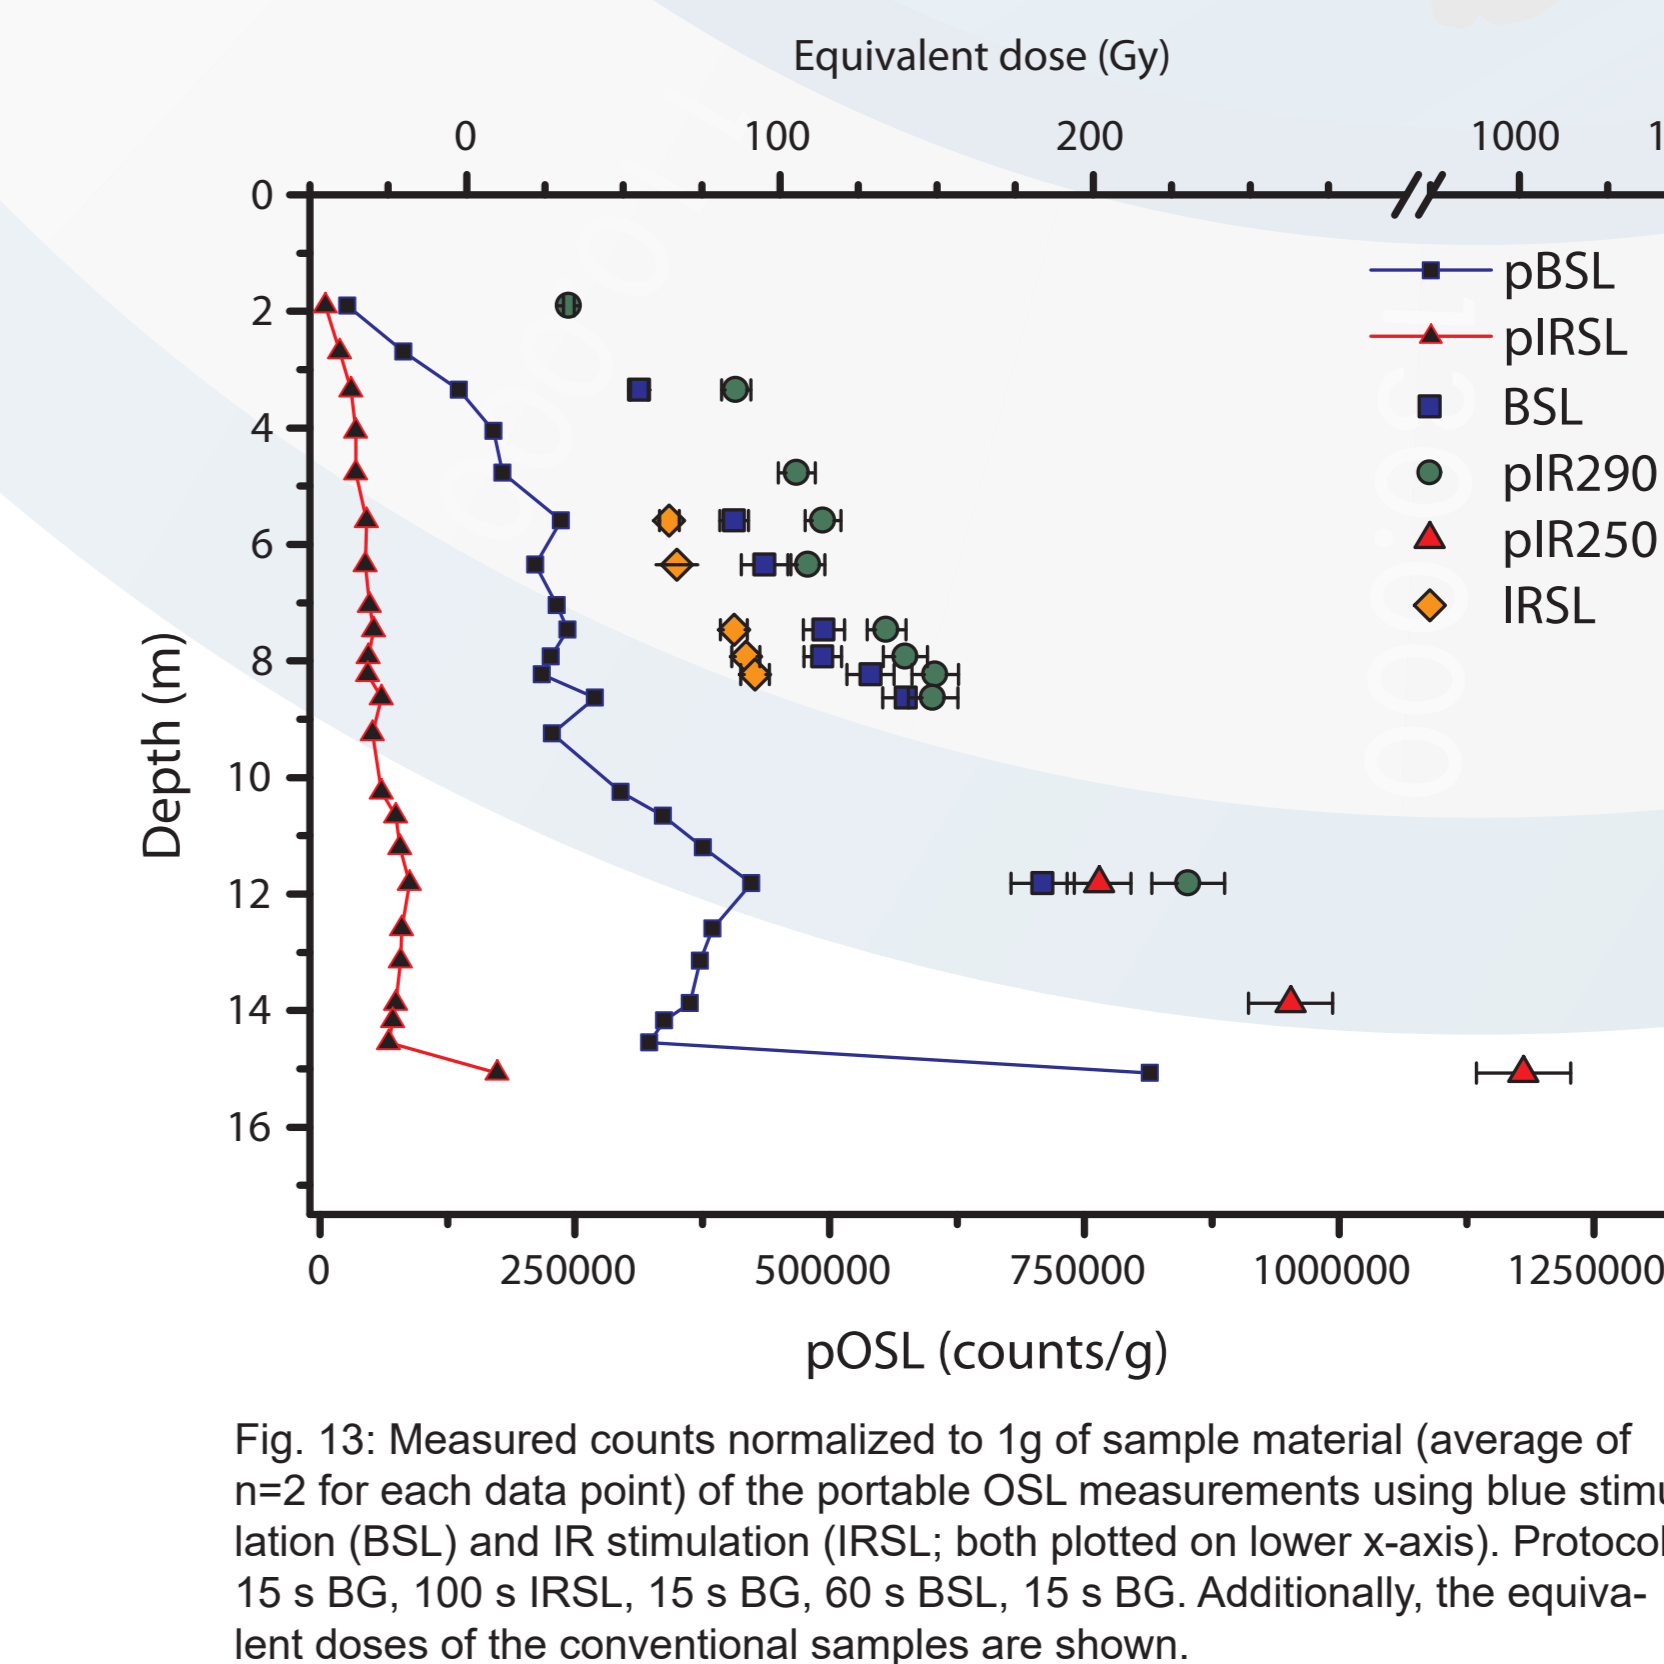 Equivalent dose (Gy)
0 100 200 1000 1
0
2
4
6
8
10
12
14
16
Depth (m)
pBSL
pIRSL
BSL
pIR290
pIR250
IRSL
0 250000 500000 750000 1000000 1250000
pOSL (counts/g)
Fig. 13: Measured counts normalized to 1g of sample material (average of
n=2 for each data point) of the portable OSL measurements using blue stimu
lation (BSL) and IR stimulation (IRSL; both plotted on lower x-axis). Protocol
15 s BG, 100 s IRSL, 15 s BG, 60 s BSL, 15 s BG. Additionally, the equiva-
lent doses of the conventional samples are shown.